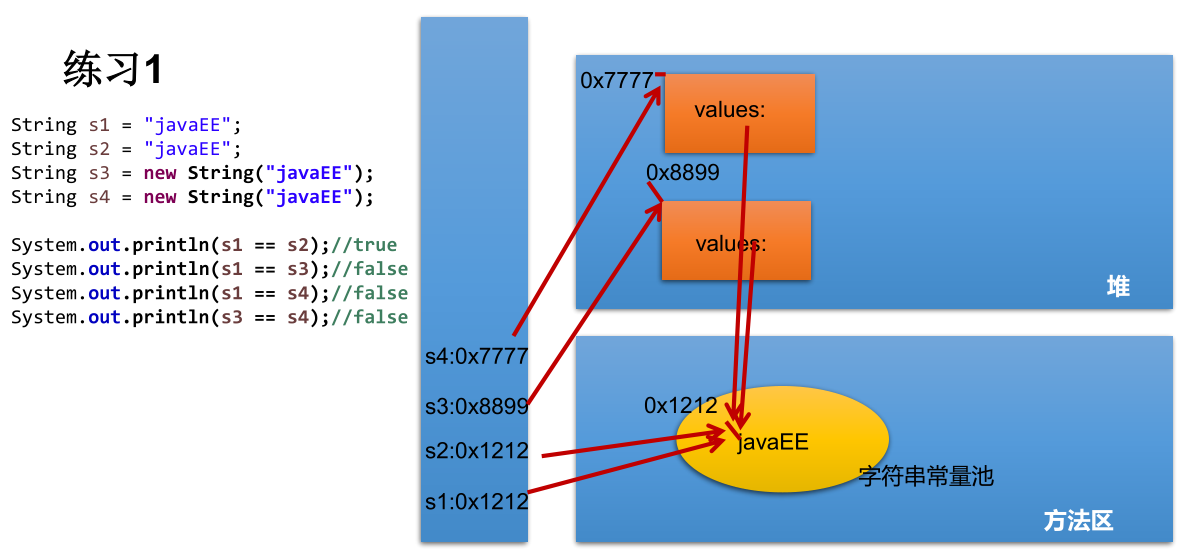 练习1
String s1 = "javaEE";
String s2 = "javaEE";
String s3 = new String("javaEE");
String s4 = new String("javaEE");
System.out.println(s1 == s2);//true
System.out.println(s1 == s3);//false
System.out.println(s1 == s4);//false
System.out.println(s3 == s4);//false
s4:0x7777
s3:0x8899
s2:0x1212
s1:0x1212
0x7777
values:
0x8899
values:
堆
0x1212
javaEE
字符串常量池
方法区